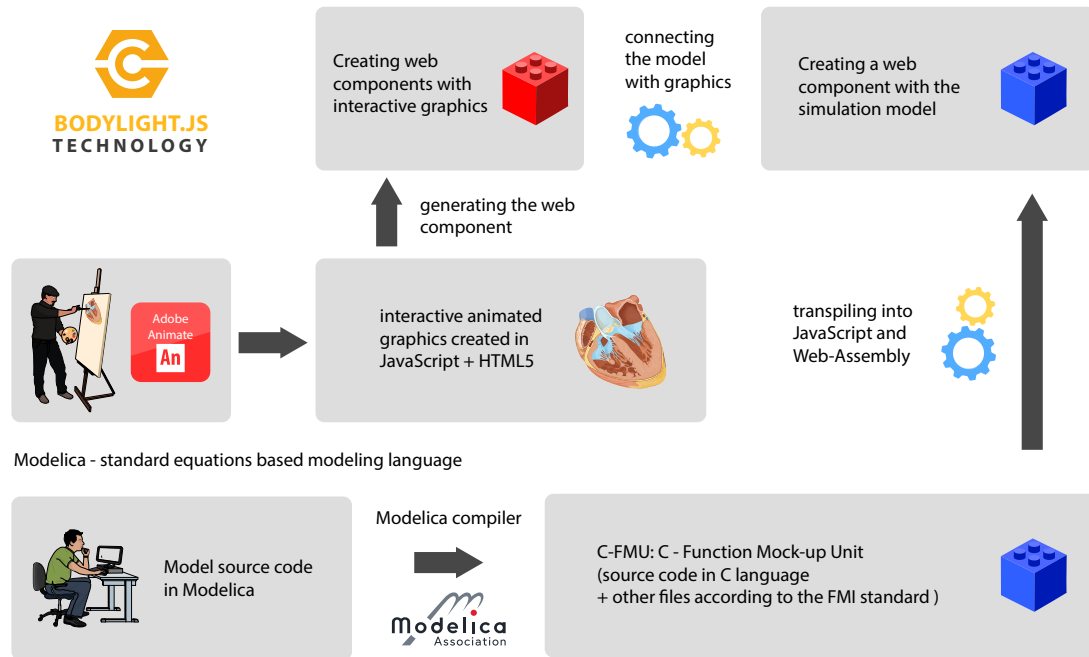 BODYLIGHT.JS
TECHNOLOGY
Creating web
components with
interactive graphics
connecting
the model
with graphics
Creating a web
component with the
simulation model
generating the web
component
Adobe
Animate
An
interactive animated
graphics created in
JavaScript + HTML5
transpiling into
JavaScript and
Web-Assembly
Modelica - standard equations based modeling language
Model source code
in Modelica
Modelica compiler
Modelica
Association
C-FMU: C - Function Mock-up Unit
(source code in C language
+ other files according to the FMI standard )